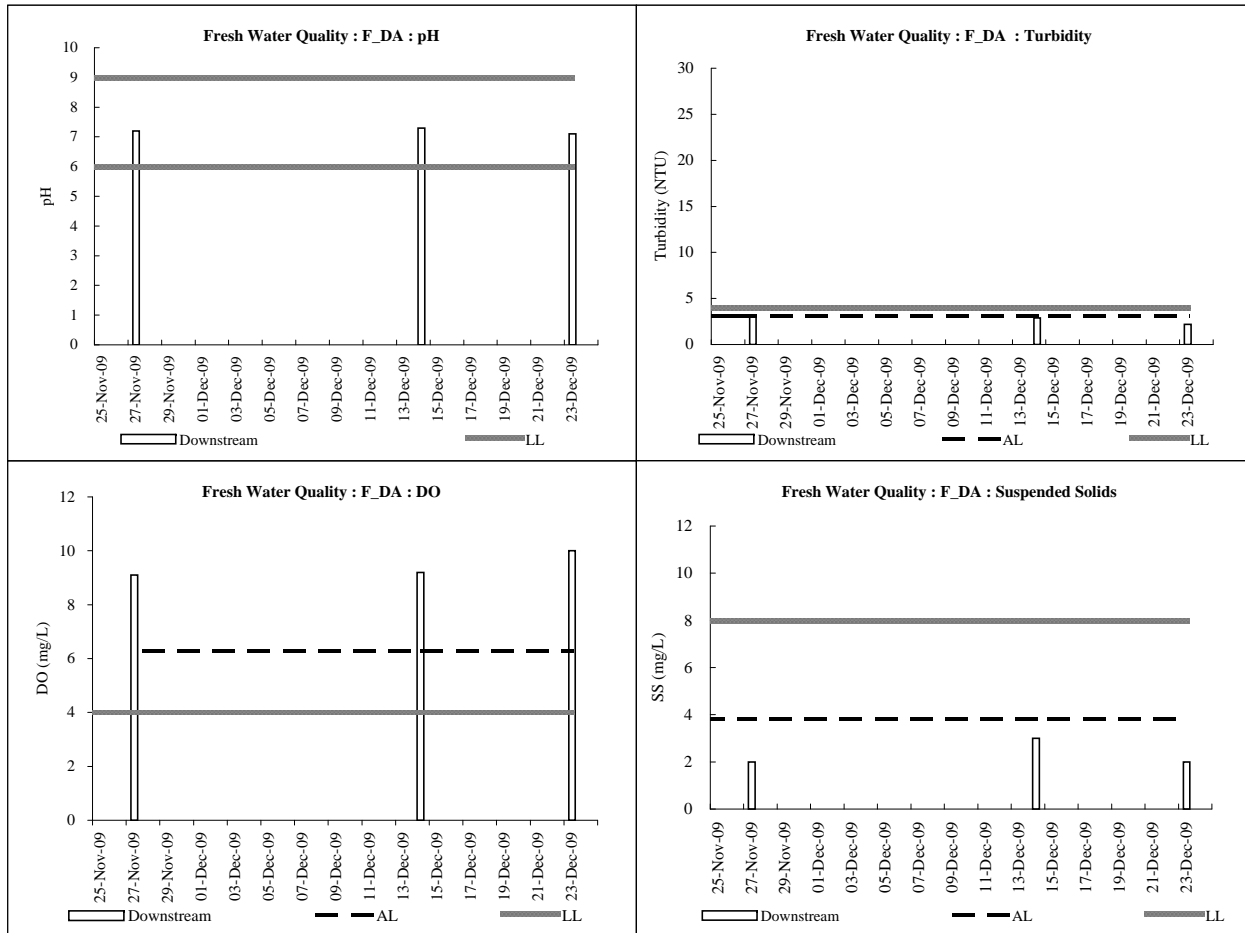 Fresh Water Quality : F_DA : pH
10
9
8
7
6
5
4
3
2
1
0
pH
25-Nov-09
27-Nov-09
29-Nov-09
01-Dec-09
03-Dec-09
05-Dec-09
07-Dec-09
09-Dec-09
11-Dec-09
13-Dec-09
15-Dec-09
17-Dec-09
19-Dec-09
21-Dec-09
23-Dec-09
Downstream LL
Fresh Water Quality : F_DA : Turbidity
30
25
20
15
10
5
0
Turbidity (NTU)
25-Nov-09
27-Nov-09
29-Nov-09
01-Dec-09
03-Dec-09
05-Dec-09
07-Dec-09
09-Dec-09
11-Dec-09
13-Dec-09
15-Dec-09
17-Dec-09
19-Dec-09
21-Dec-09
23-Dec-09
Downstream AL LL
Fresh Water Quality : F_DA : DO
12
10
8
6
4
2
0
DO (mg/L)
25-Nov-09
27-Nov-09
29-Nov-09
01-Dec-09
03-Dec-09
05-Dec-09
07-Dec-09
09-Dec-09
11-Dec-09
13-Dec-09
15-Dec-09
17-Dec-09
19-Dec-09
21-Dec-09
23-Dec-09
Downstream AL LL
Fresh Water Quality : F_DA : Suspended Solids
12
10
8
6
4
2
0
SS (mg/L)
25-Nov-09
27-Nov-09
29-Nov-09
01-Dec-09
03-Dec-09
05-Dec-09
07-Dec-09
09-Dec-09
11-Dec-09
13-Dec-09
15-Dec-09
17-Dec-09
19-Dec-09
21-Dec-09
23-Dec-09
Downstream AL LL